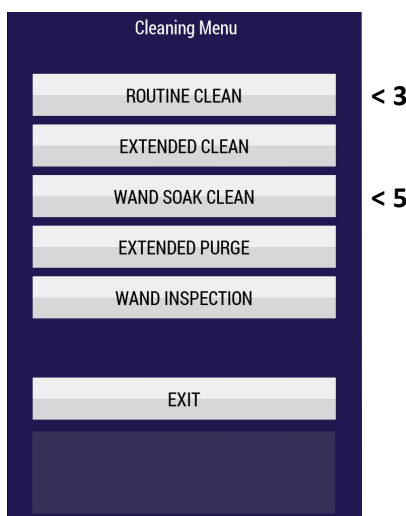 Cleaning Menu
ROUTINE CLEAN < 3
EXTENDED CLEAN
WAND SOAK CLEAN < 5
EXTENDED PURGE
WAND INSPECTION
EXIT